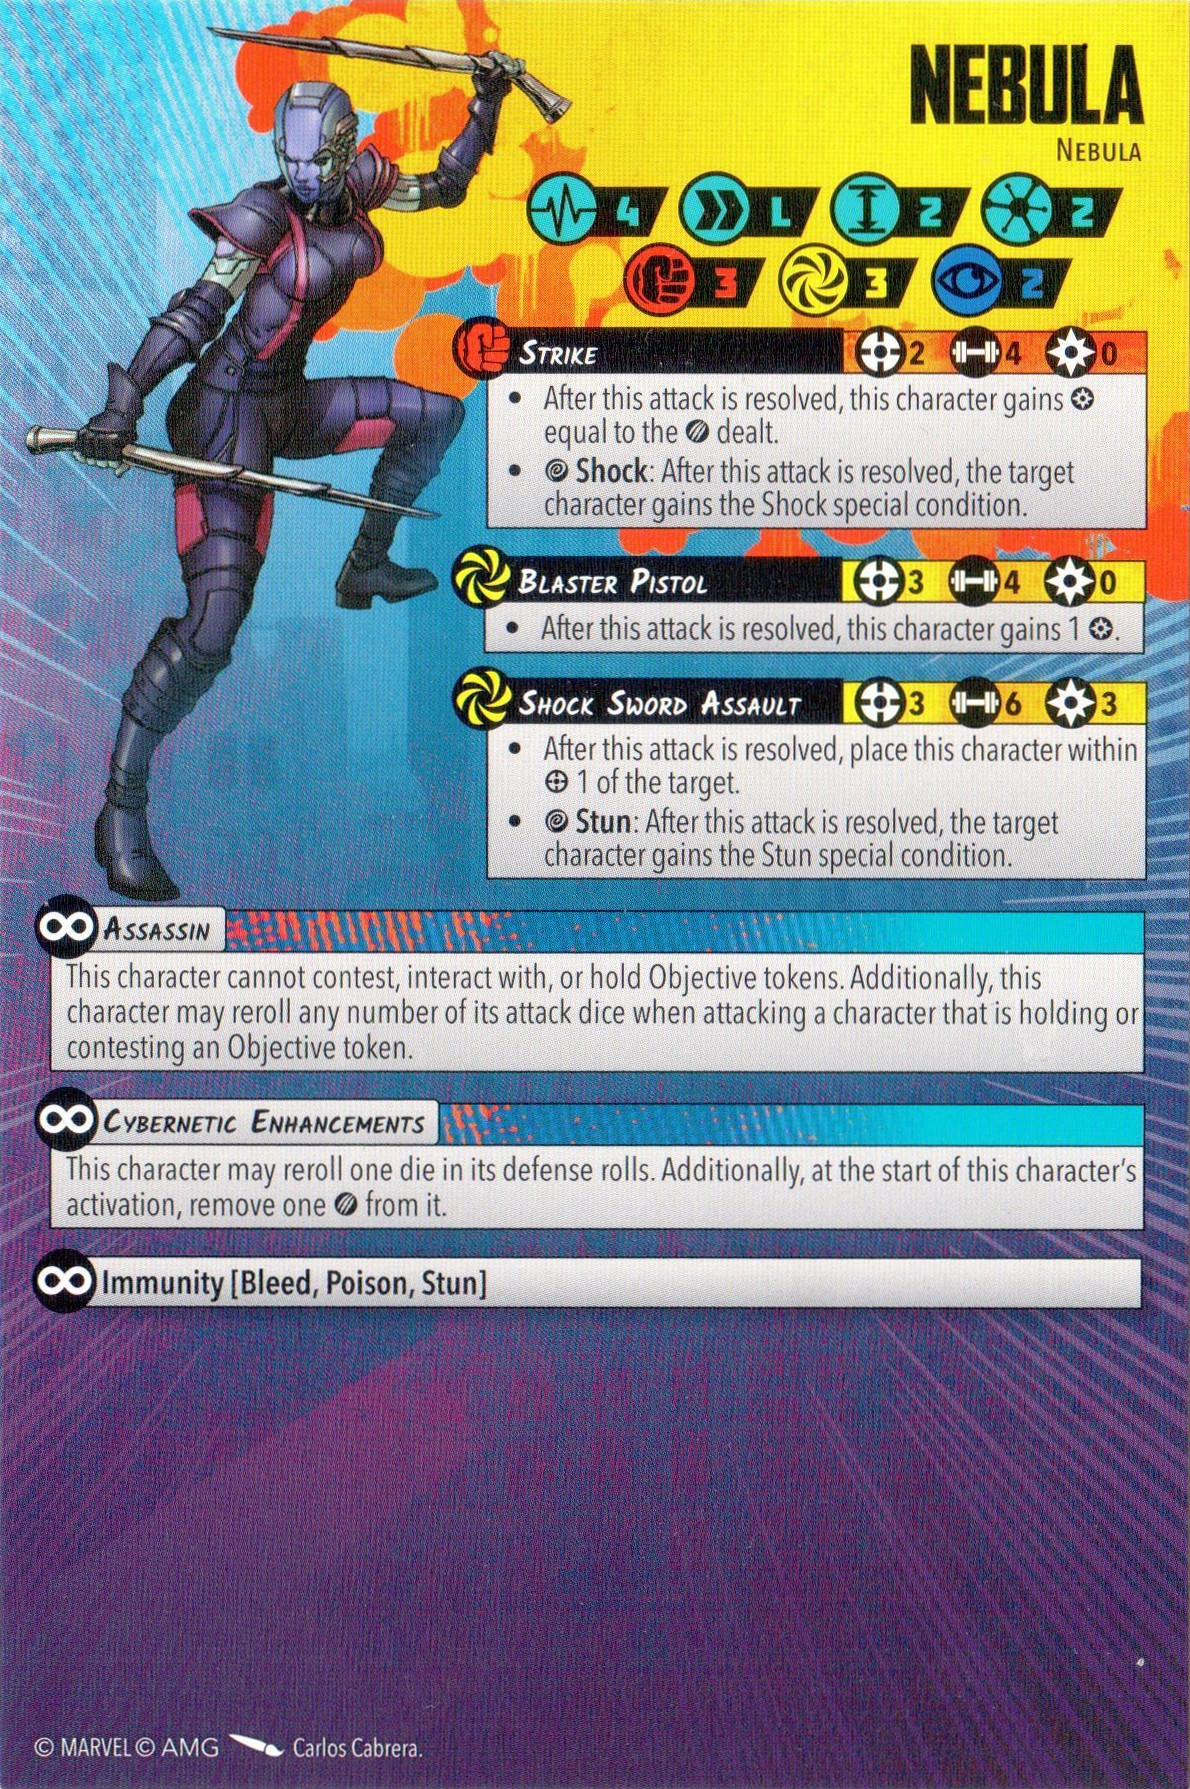 NEBULA
Nebula
4 L 2 2
3 3 2
Strike 2 4 0
• After this attack is resolved, this character gains
equal to the dealt.
• Shock: After this attack is resolved, the target
character gains the Shock special condition.
Blaster Pistol 3 4 0
• After this attack is resolved, this character gains 1 .
Shock Sword Assault 3 6 3
• After this attack is resolved, place this character within
1 of the target.
• Stun: After this attack is resolved, the target
character gains the Stun special condition.
Assassin
This character cannot contest, interact with, or hold Objective tokens. Additionally, this
character may reroll any number of its attack dice when attacking a character that is holding or
contesting an Objective token.
Cybernetic Enhancements
This character may reroll one die in its defense rolls. Additionally, at the start of this character's
activation, remove one from it.
Immunity [Bleed, Poison, Stun]
© MARVEL © AMG Carlos Cabrera.